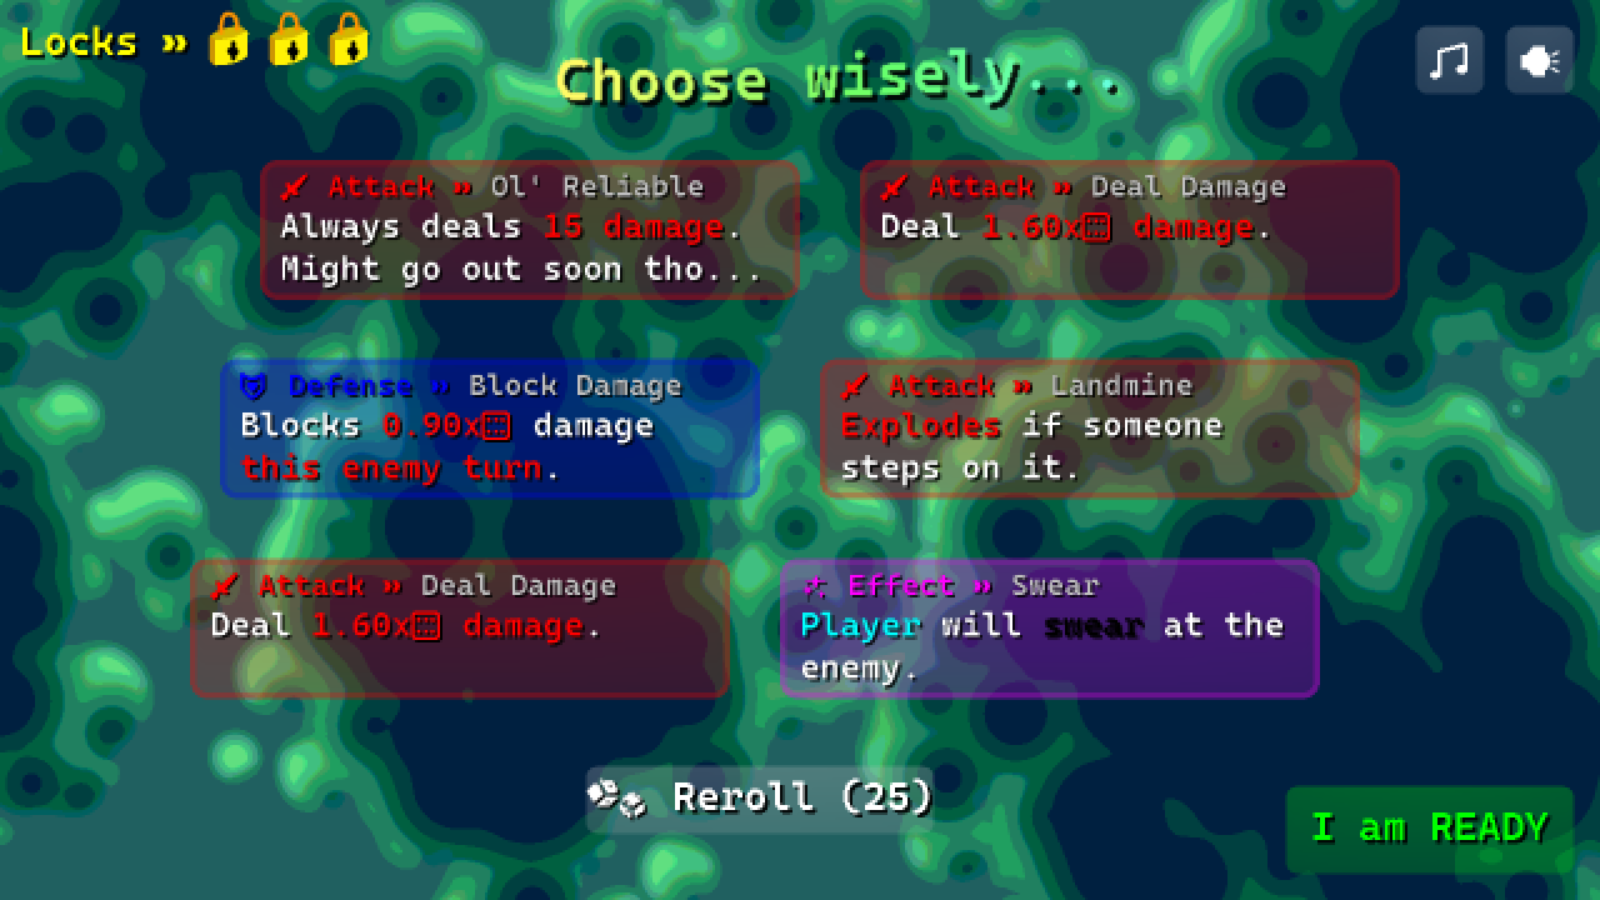 Locks »
Choose wisely...
Attack » Ol' Reliable
Always deals 15 damage.
Might go out soon tho...
Attack » Deal Damage
Deal 1.60x damage.
Defense » Block Damage
Blocks 0.90x damage
this enemy turn.
Attack » Landmine
Explodes if someone
steps on it.
Attack » Deal Damage
Deal 1.60x damage.
Effect » Swear
Player will swear at the
enemy.
Reroll (25)
I am READY